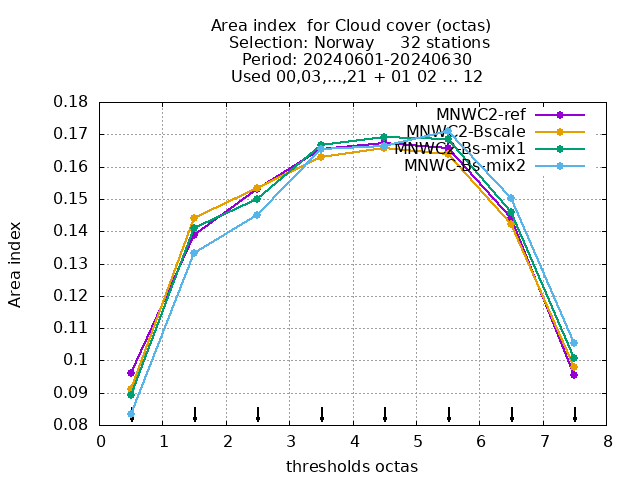 Area index  for Cloud cover (octas)
Selection: Norway     32 stations
Period: 20240601-20240630
Used 00,03,...,21 + 01 02 ... 12
0.18
0.17
0.16
0.15
0.14
0.13
0.12
0.11
0.1
0.09
0.08
Area index
MNWC2-ref
MNWC2-Bscale
MNWC2-Bs-mix1
MNWC-Bs-mix2
0 1 2 3 4 5 6 7 8
thresholds octas